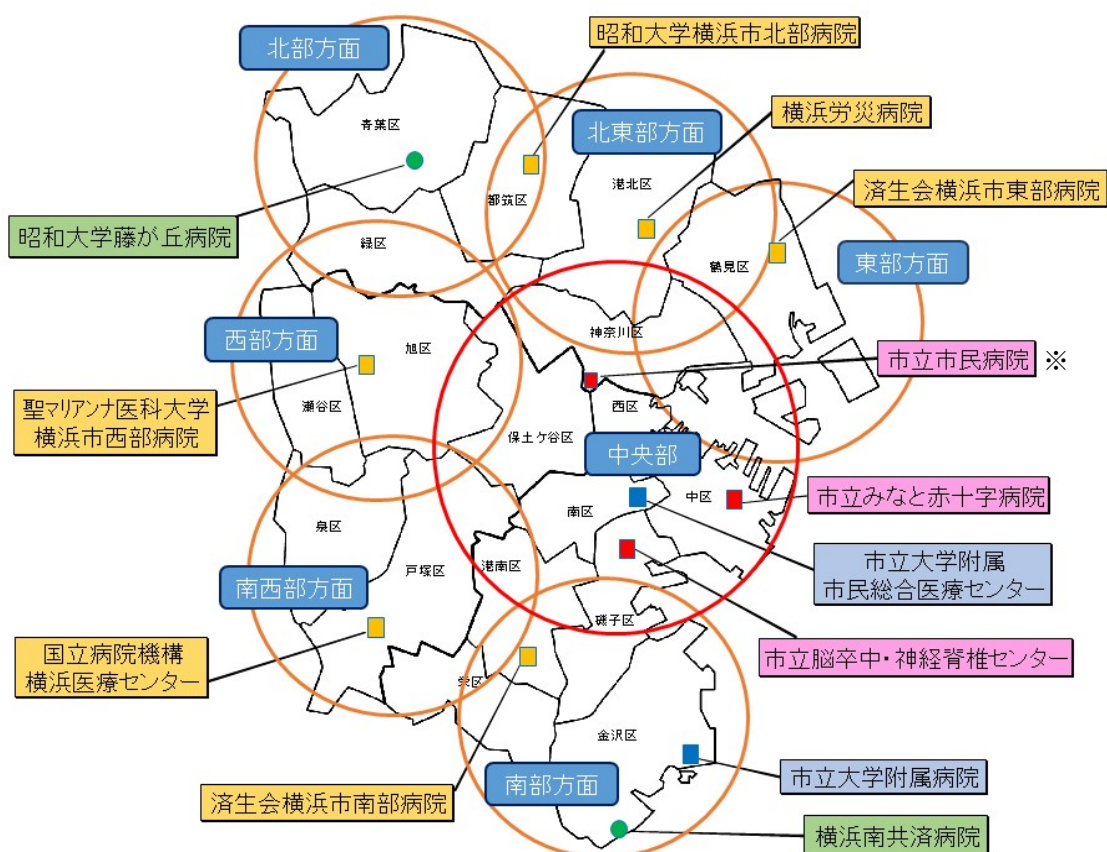 昭和大学横浜市北部病院
北部方面
横浜労災病院
青葉区
北東部方面
港北区
都筑区
済生会横浜市東部病院
昭和大学藤が丘病院
緑区
鶴見区
東部方面
神奈川区
西部方面
旭区
市立市民病院 ※
瀬谷区
西区
聖マリアンナ医科大学
横浜市西部病院
保土ケ谷区
中央部
中区
市立みなと赤十字病院
南区
泉区
戸塚区
港南区
市立大学附属
市民総合医療センター
南西部方面
磯子区
国立病院機構
横浜医療センター
市立脳卒中・神経脊椎センター
栄区
金沢区
市立大学附属病院
南部方面
済生会横浜市南部病院
横浜南共済病院